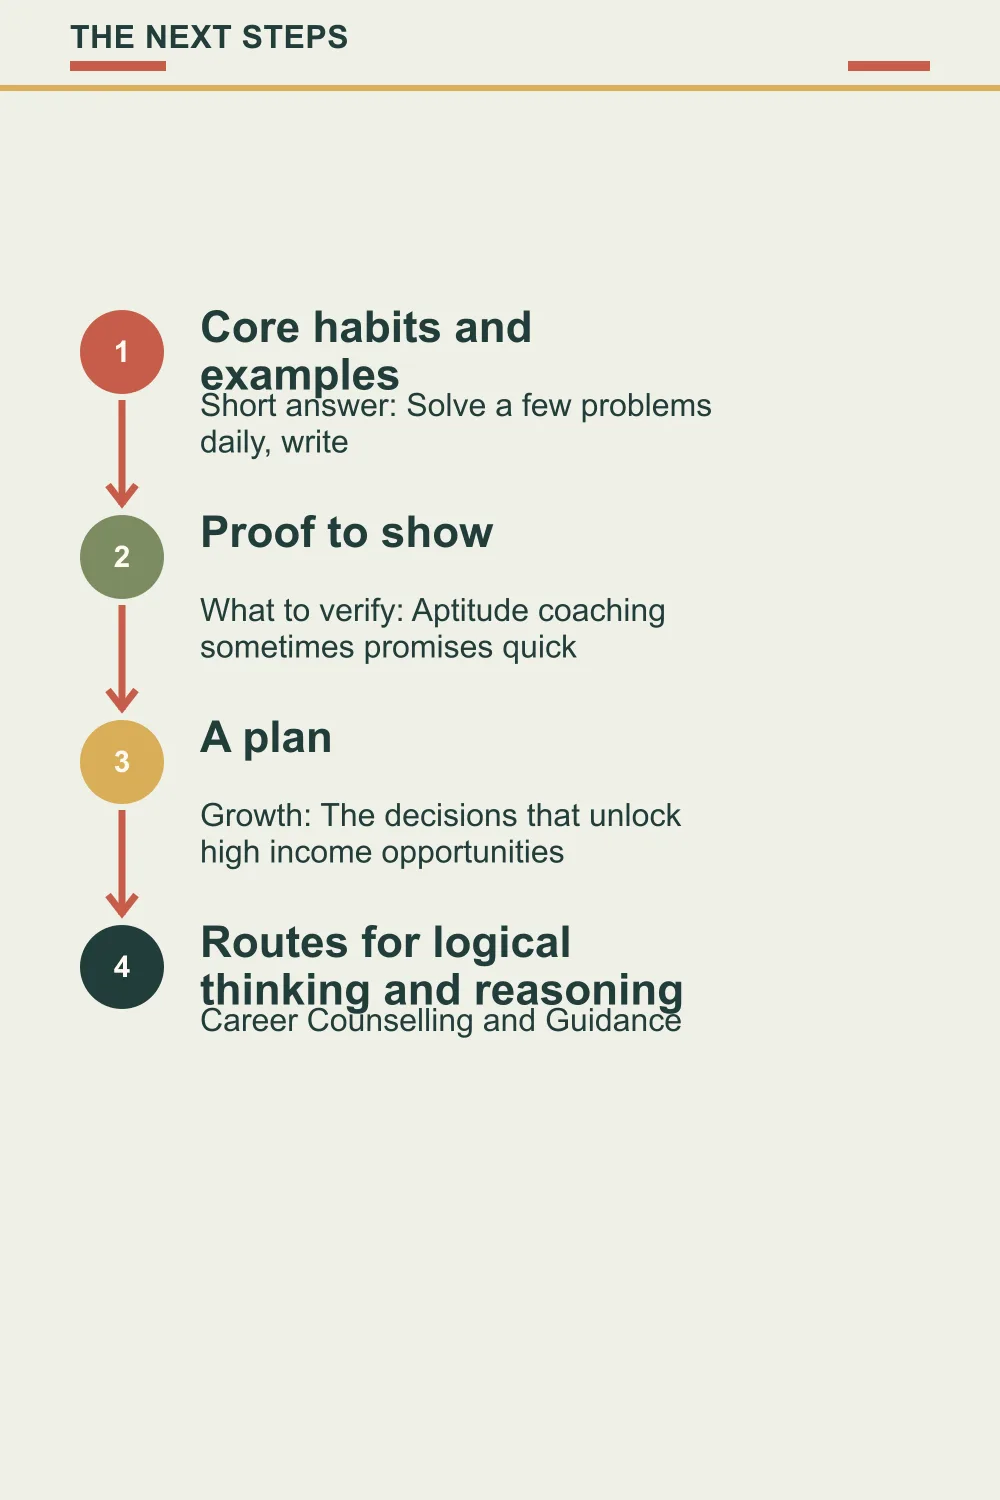 THE NEXT STEPS
1
Core habits and
examples
Short answer: Solve a few problems
daily, write
2
Proof to show
What to verify: Aptitude coaching
sometimes promises quick
3
A plan
Growth: The decisions that unlock
high income opportunities
4
Routes for logical
thinking and reasoning
Career Counselling and Guidance